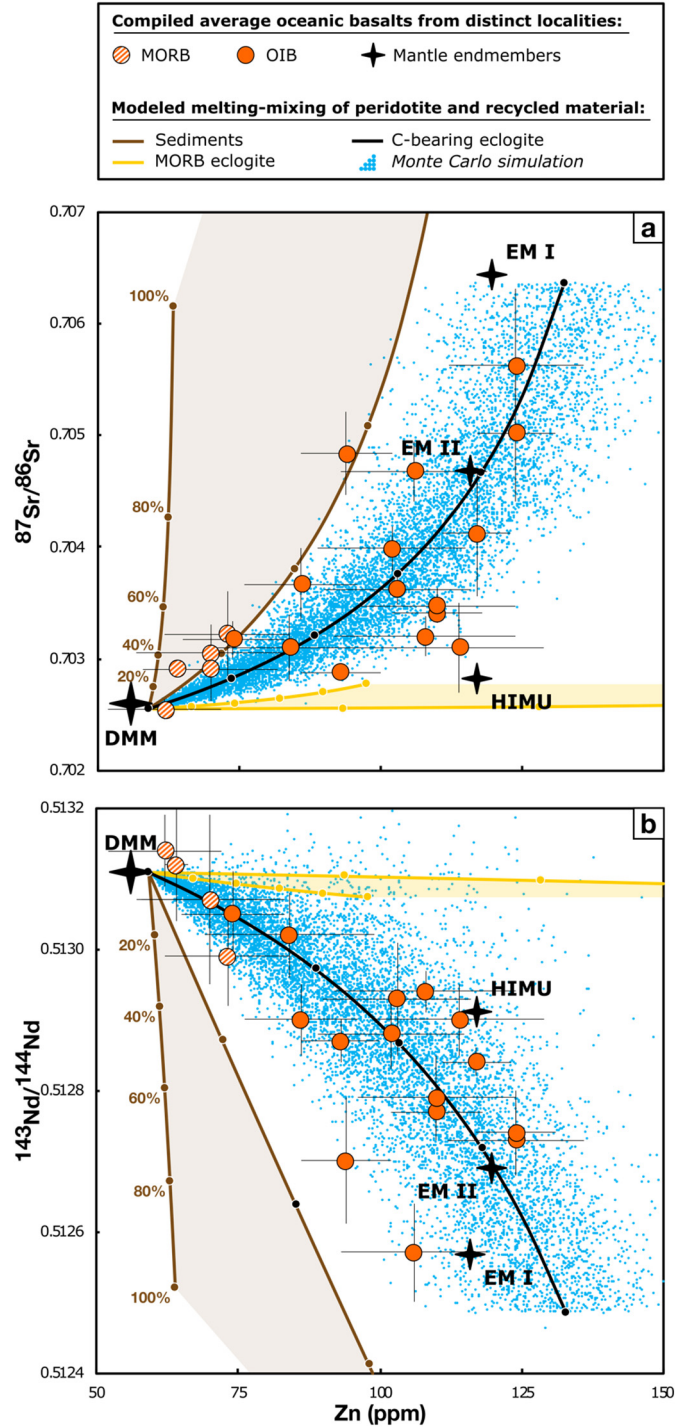 Compiled average oceanic basalts from distinct localities:
MORB OIB Mantle endmembers
Modeled melting-mixing of peridotite and recycled material:
Sediments C-bearing eclogite
MORB eclogite Monte Carlo simulation
0.707
a
EM I
100%
0.706
0.705
EM II
80%
87Sr/86Sr
0.704
60%
40%
0.703
20%
HIMU
DMM
0.702
0.5132
b
DMM
0.5130
20%
HIMU
40%
143Nd/144Nd
0.5128
60%
80%
EM II
0.5126
EM I
100%
0.5124
50 75 100 125 150
Zn (ppm)